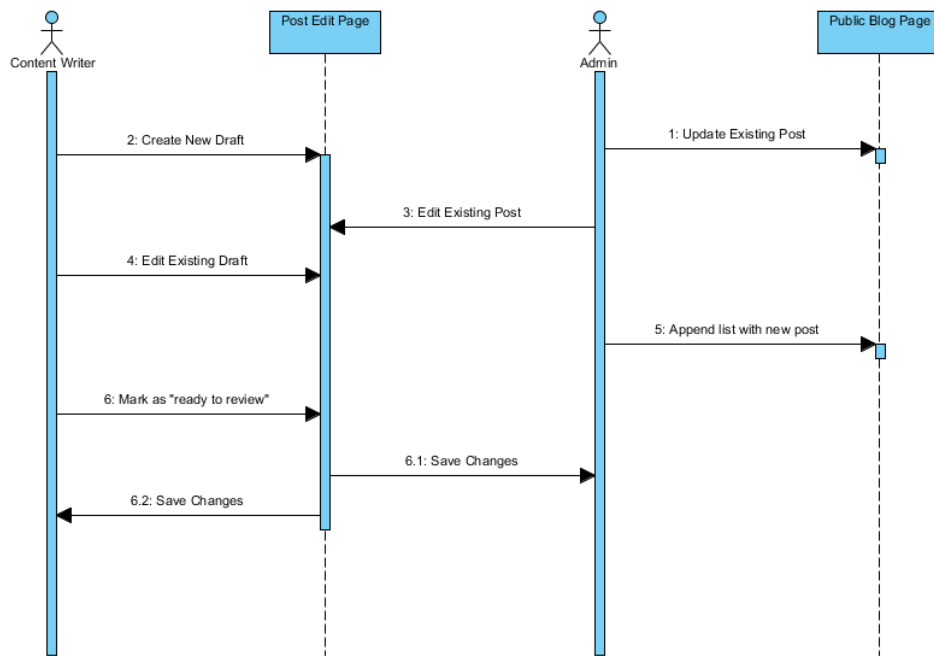 Post Edit Page
Public Blog Page
Content Writer
Admin
1: Update Existing Post
2: Create New Draft
3: Edit Existing Post
4: Edit Existing Draft
5: Append list with new post
6: Mark as "ready to review"
6.1: Save Changes
6.2: Save Changes